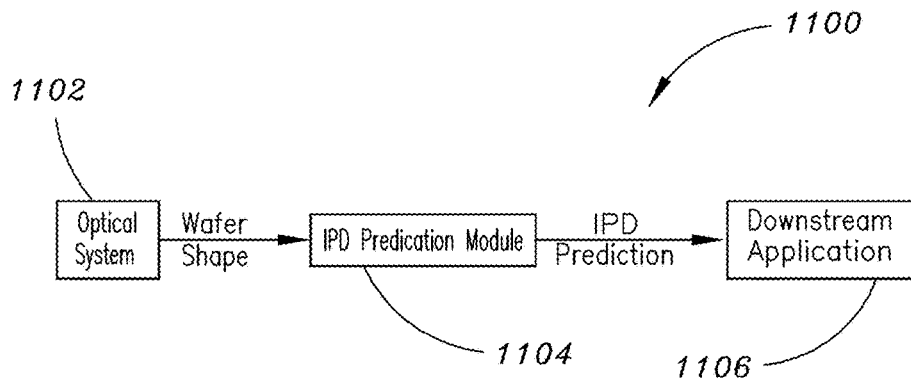 1100
1102
Optical
System
Wafer
Shape
IPD Predication Module
IPD
Prediction
Downstream
Application
1104
1106